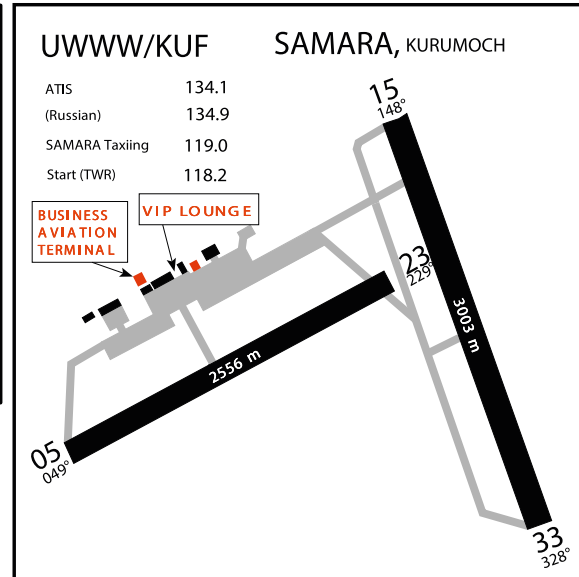 UWWW/KUF SAMARA, KURUMOCH
ATIS 134.1
(Russian) 134.9
SAMARA Taxiing 119.0
Start (TWR) 118.2
15
148°
BUSINESS
AVIATION
TERMINAL
VIP LOUNGE
23
229°
3003 m
2556 m
05
049°
33
328°